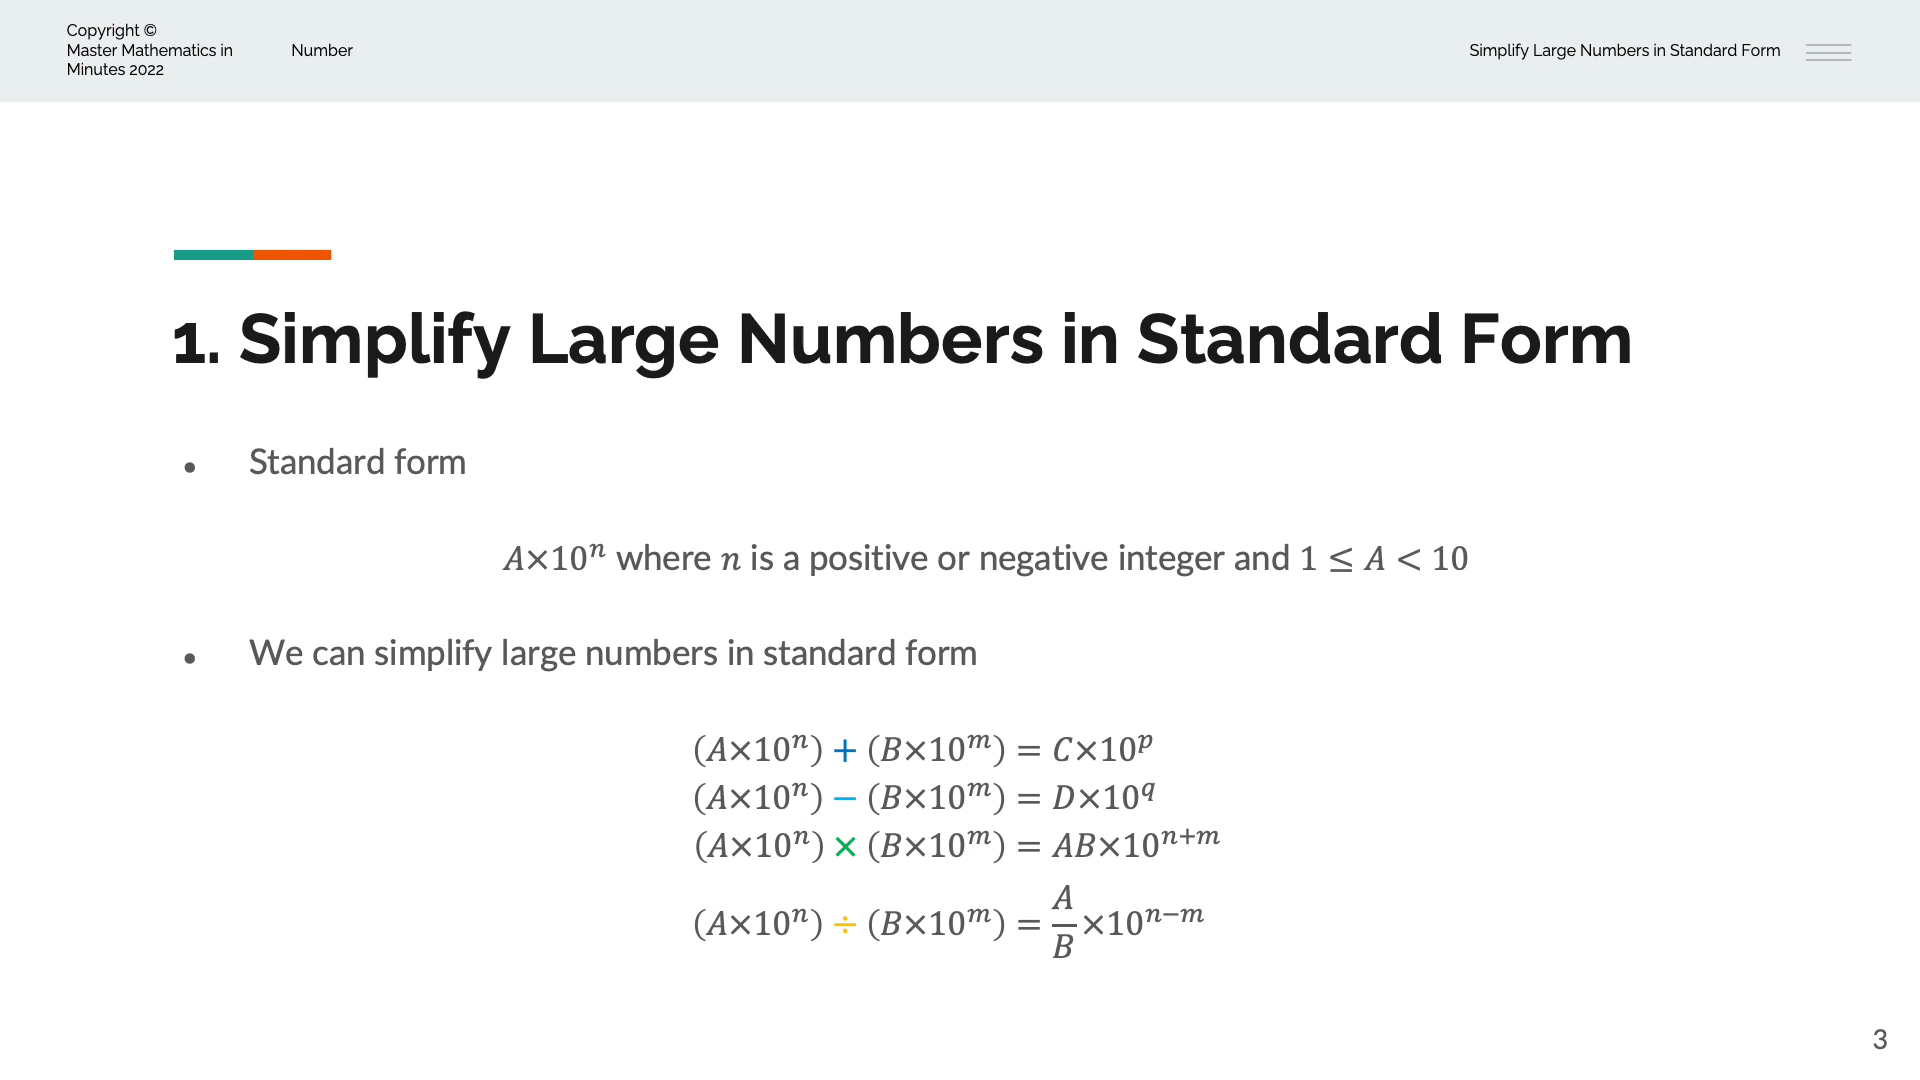 Copyright ©
Master Mathematics in
Minutes 2022
Number
Simplify Large Numbers in Standard Form
1. Simplify Large Numbers in Standard Form
• Standard form
A×10ⁿ where n is a positive or negative integer and 1 ≤ A < 10
• We can simplify large numbers in standard form
(A×10ⁿ) + (B×10ᵐ) = C×10ᵖ
(A×10ⁿ) − (B×10ᵐ) = D×10^q
(A×10ⁿ) × (B×10ᵐ) = AB×10ⁿ⁺ᵐ
(A×10ⁿ) ÷ (B×10ᵐ) = A/B ×10ⁿ⁻ᵐ
3